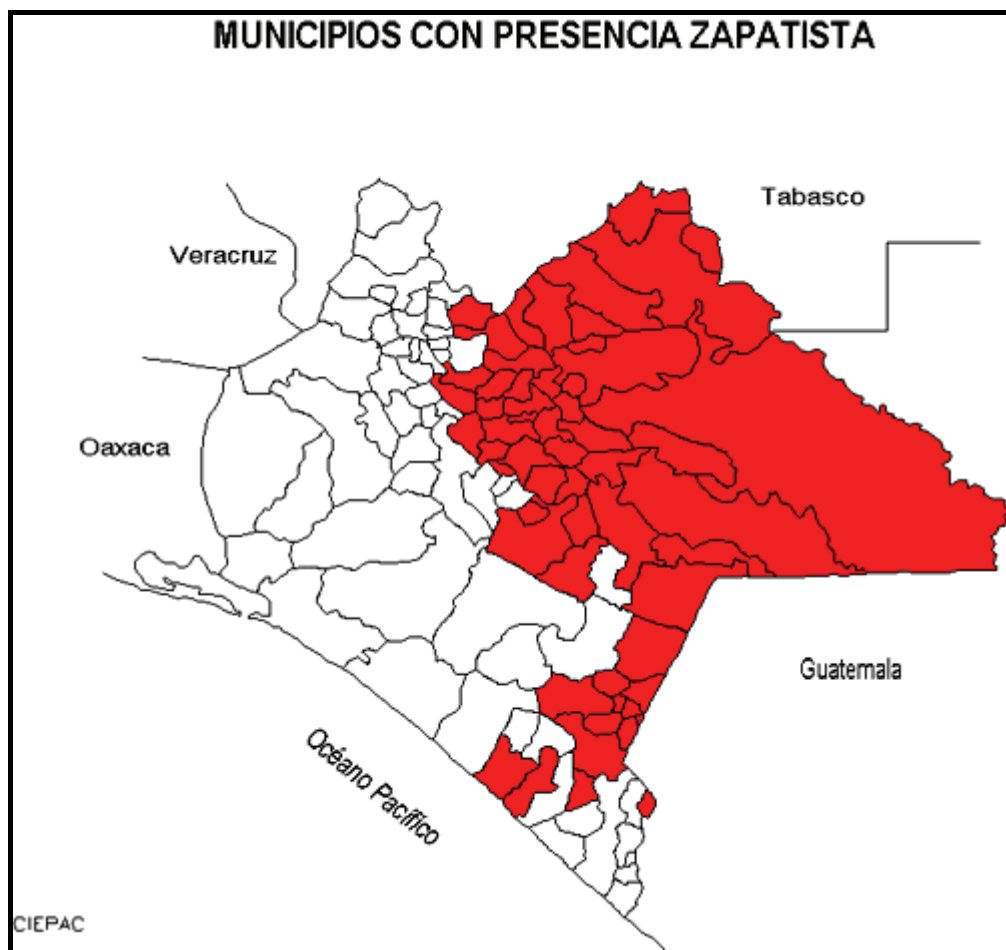 MUNICIPIOS CON PRESENCIA ZAPATISTA
Tabasco
Veracruz
Oaxaca
Guatemala
Océano Pacífico
CIEPAC